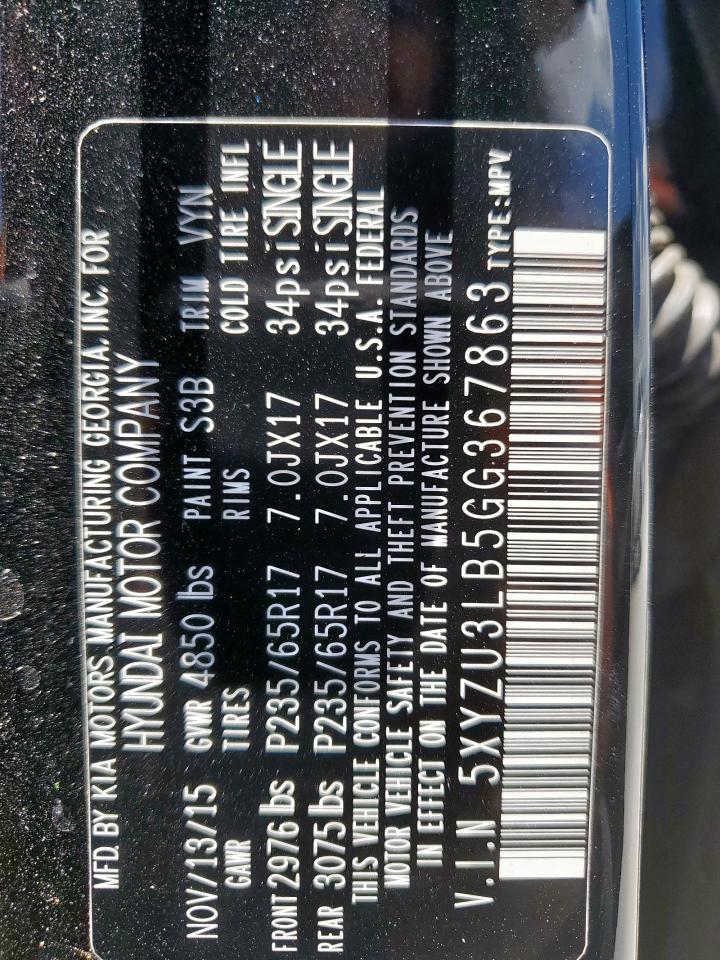 MFD. BY KIA MOTORS MANUFACTURING GEORGIA, INC. FOR
HYUNDAI MOTOR COMPANY
NOV/13/15 GVWR 4850 lbs PAINT S3B TRIM VYN
GAWR TIRES RIMS COLD TIRE INFL
FRONT 2976 lbs P235/65R17 7.0JX17 34psi SINGLE
REAR 3075 lbs P235/65R17 7.0JX17 34psi SINGLE
THIS VEHICLE CONFORMS TO ALL APPLICABLE U.S.A. FEDERAL
MOTOR VEHICLE SAFETY AND THEFT PREVENTION STANDARDS
IN EFFECT ON THE DATE OF MANUFACTURE SHOWN ABOVE
V.I.N 5XYZU3LB5GG367863 TYPE:MPV